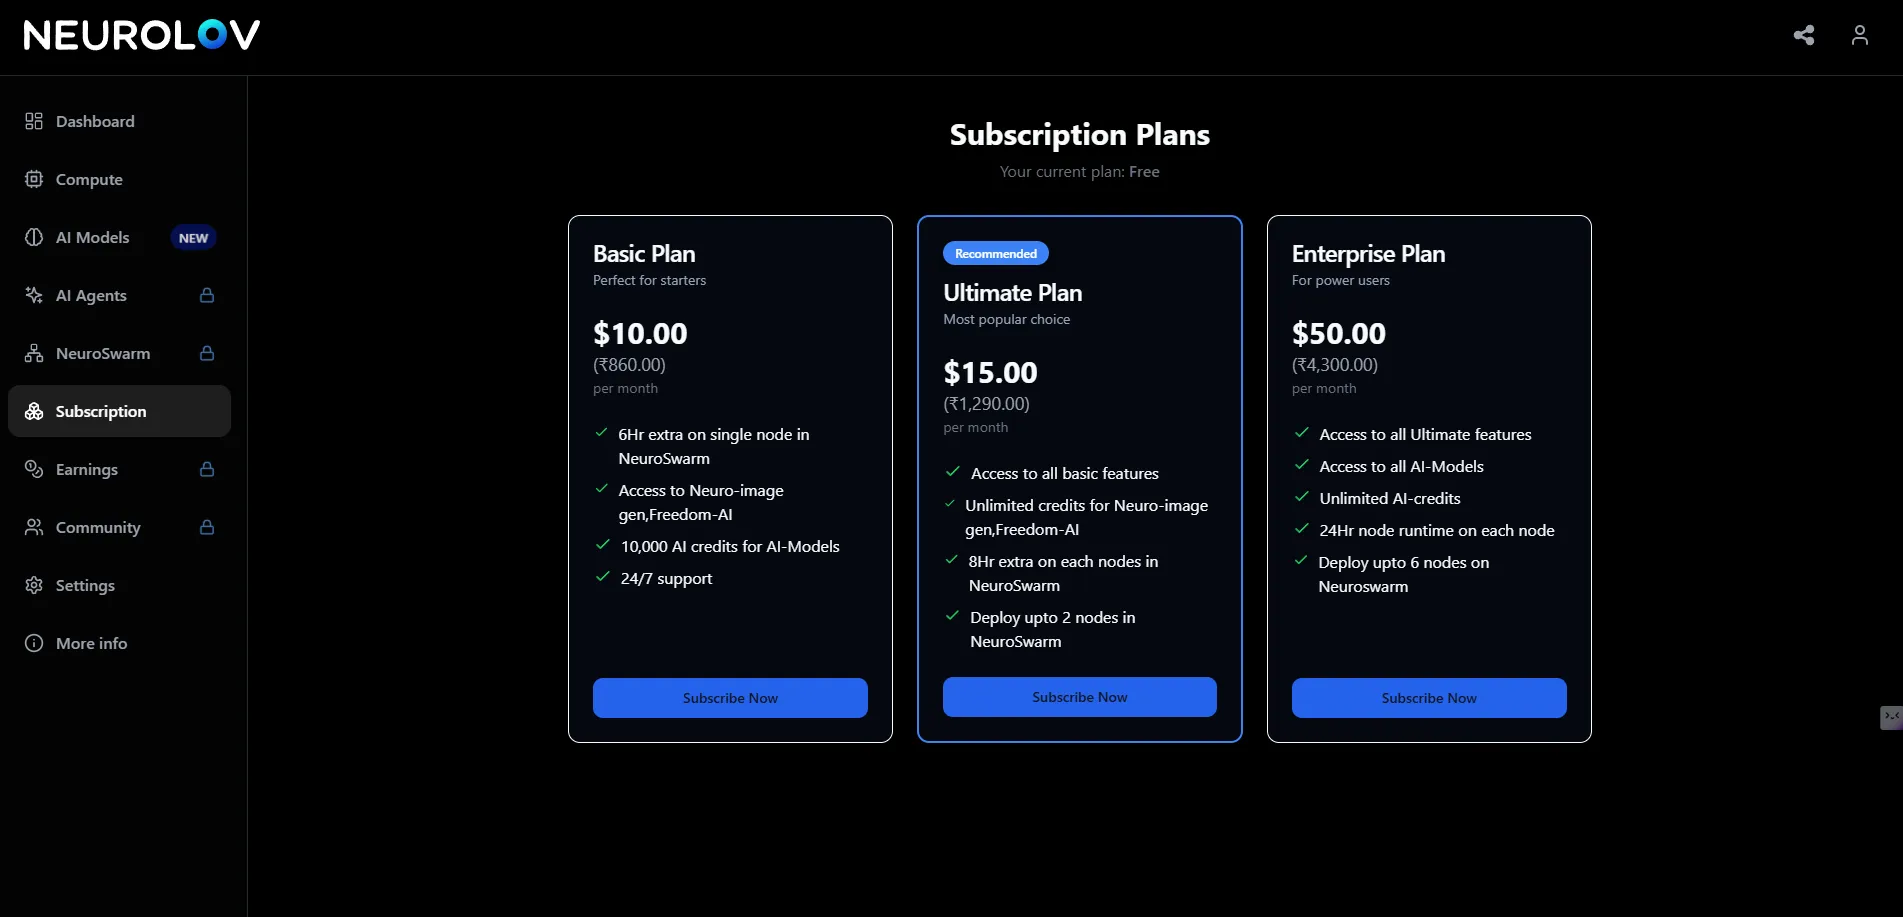 NEUROLOV
Dashboard
Compute
AI Models NEW
AI Agents
NeuroSwarm
Subscription
Earnings
Community
Settings
More info
Subscription Plans
Your current plan: Free
Basic Plan
Perfect for starters
$10.00
(₹860.00)
per month
6Hr extra on single node in
NeuroSwarm
Access to Neuro-image
gen,Freedom-AI
10,000 AI credits for AI-Models
24/7 support
Subscribe Now
Recommended
Ultimate Plan
Most popular choice
$15.00
(₹1,290.00)
per month
Access to all basic features
Unlimited credits for Neuro-image
gen,Freedom-AI
8Hr extra on each nodes in
NeuroSwarm
Deploy upto 2 nodes in
NeuroSwarm
Subscribe Now
Enterprise Plan
For power users
$50.00
(₹4,300.00)
per month
Access to all Ultimate features
Access to all AI-Models
Unlimited AI-credits
24Hr node runtime on each node
Deploy upto 6 nodes on
Neuroswarm
Subscribe Now